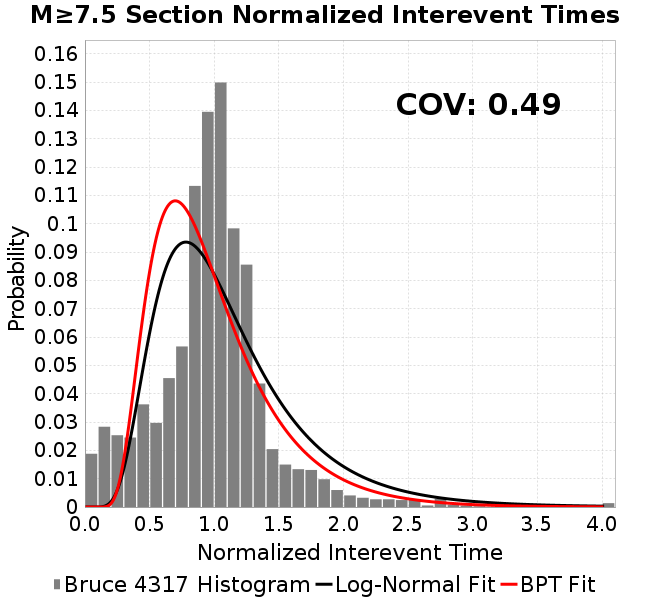 M≥7.5 Section Normalized Interevent Times
COV: 0.49
Probability
0.16
0.15
0.14
0.13
0.12
0.11
0.1
0.09
0.08
0.07
0.06
0.05
0.04
0.03
0.02
0.01
0
0.0 0.5 1.0 1.5 2.0 2.5 3.0 3.5 4.0
Normalized Interevent Time
Bruce 4317 Histogram Log-Normal Fit BPT Fit